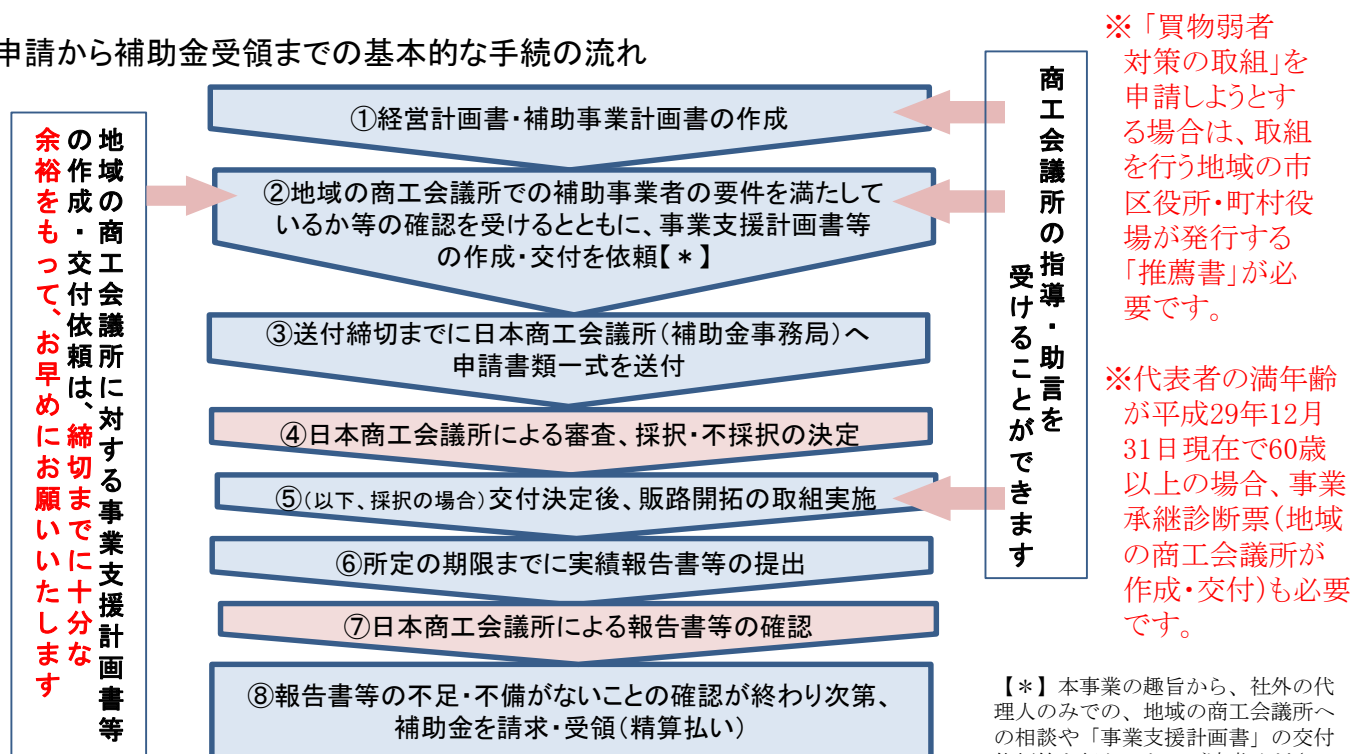 申請から補助金受領までの基本的な手続の流れ
地域の商工会議所に対する事業支援計画書等
の作成・交付依頼は、締切までに十分な
余裕をもって、お早めにお願いいたします
①経営計画書・補助事業計画書の作成
②地域の商工会議所での補助事業者の要件を満たして
いるか等の確認を受けるとともに、事業支援計画書等
の作成・交付を依頼【＊】
③送付締切までに日本商工会議所（補助金事務局）へ
申請書類一式を送付
④日本商工会議所による審査、採択・不採択の決定
⑤（以下、採択の場合）交付決定後、販路開拓の取組実施
⑥所定の期限までに実績報告書等の提出
⑦日本商工会議所による報告書等の確認
⑧報告書等の不足・不備がないことの確認が終わり次第、
補助金を請求・受領（精算払い）
商工会議所の指導・助言を
受けることができます
※「買物弱者
対策の取組」を
申請しようとす
る場合は、取組
を行う地域の市
区役所・町村役
場が発行する
「推薦書」が必
要です。
※代表者の満年齢
が平成29年12月
31日現在で60歳
以上の場合、事業
承継診断票（地域
の商工会議所が
作成・交付）も必要
です。
【＊】本事業の趣旨から、社外の代
理人のみでの、地域の商工会議所へ
の相談や「事業支援計画書」の交付